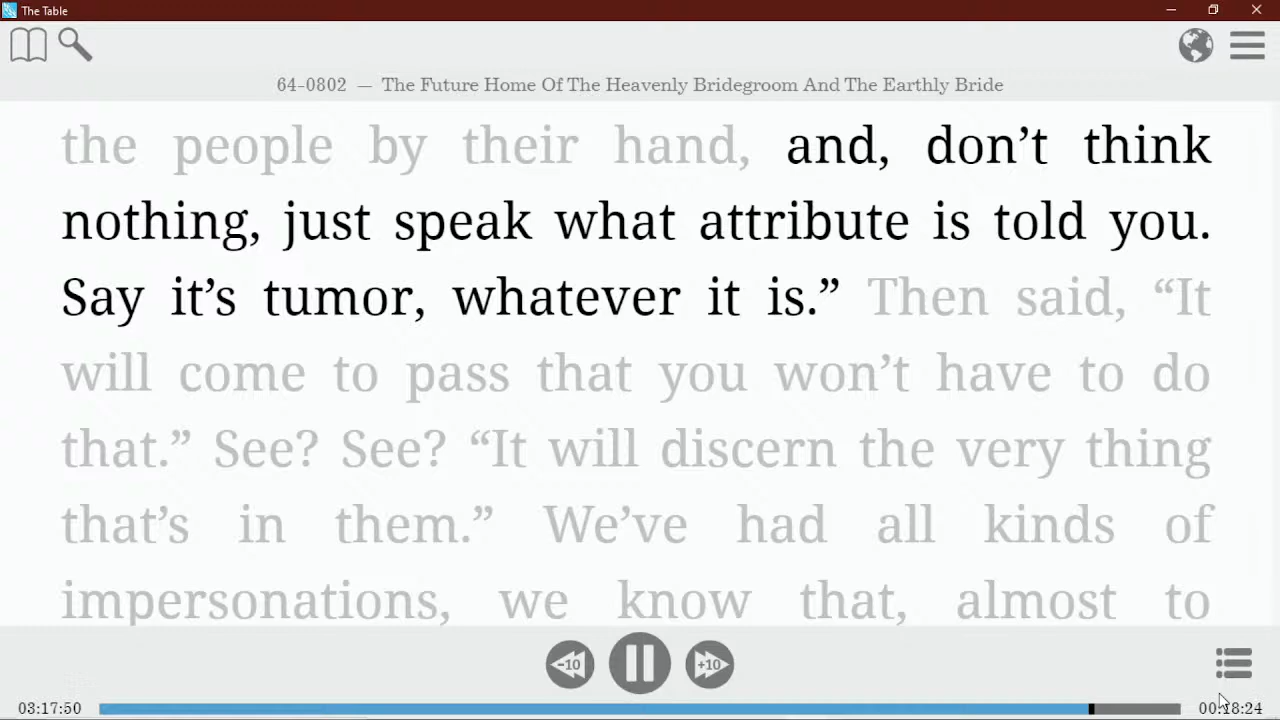 The Table
64-0802 — The Future Home Of The Heavenly Bridegroom And The Earthly Bride
the people by their hand, and, don’t think
nothing, just speak what attribute is told you.
Say it’s tumor, whatever it is.” Then said, “It
will come to pass that you won’t have to do
that.” See? See? “It will discern the very thing
that’s in them.” We’ve had all kinds of
impersonations, we know that, almost to
-10 +10
03:17:50 00:18:24